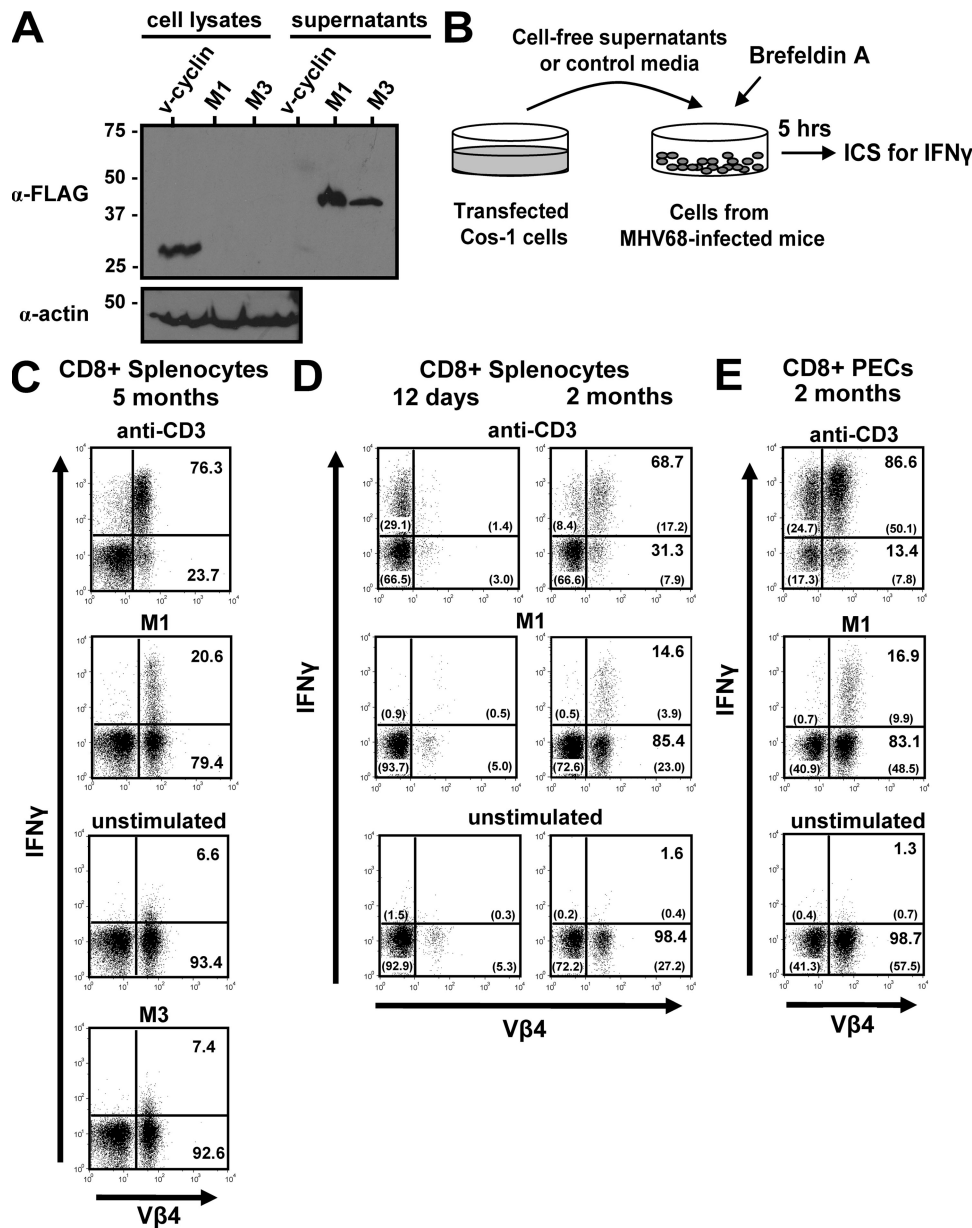 A
cell lysates
supernatants
v-cyclin
M1
M3
v-cyclin
M1
M3
75 -
50 -
37 -
25 -
α-FLAG
50 -
α-actin
B
Cell-free supernatants
or control media
Brefeldin A
5 hrs
ICS for IFNγ
Transfected
Cos-1 cells
Cells from
MHV68-infected mice
C
CD8+ Splenocytes
5 months
anti-CD3
76.3
23.7
M1
20.6
79.4
unstimulated
6.6
93.4
M3
7.4
92.6
IFNγ
Vβ4
D
CD8+ Splenocytes
12 days
2 months
anti-CD3
(29.1)
(1.4)
(66.5)
(3.0)
68.7
(8.4)
(17.2)
31.3
(66.6)
(7.9)
M1
(0.9)
(0.5)
(93.7)
(5.0)
14.6
(0.5)
(3.9)
85.4
(72.6)
(23.0)
unstimulated
(1.5)
(0.3)
(92.9)
(5.3)
1.6
(0.2)
(0.4)
98.4
(72.2)
(27.2)
IFNγ
Vβ4
E
CD8+ PECs
2 months
anti-CD3
86.6
(24.7)
(50.1)
13.4
(17.3)
(7.8)
M1
16.9
(0.7)
(9.9)
83.1
(40.9)
(48.5)
unstimulated
1.3
(0.4)
(0.7)
98.7
(41.3)
(57.5)
IFNγ
Vβ4